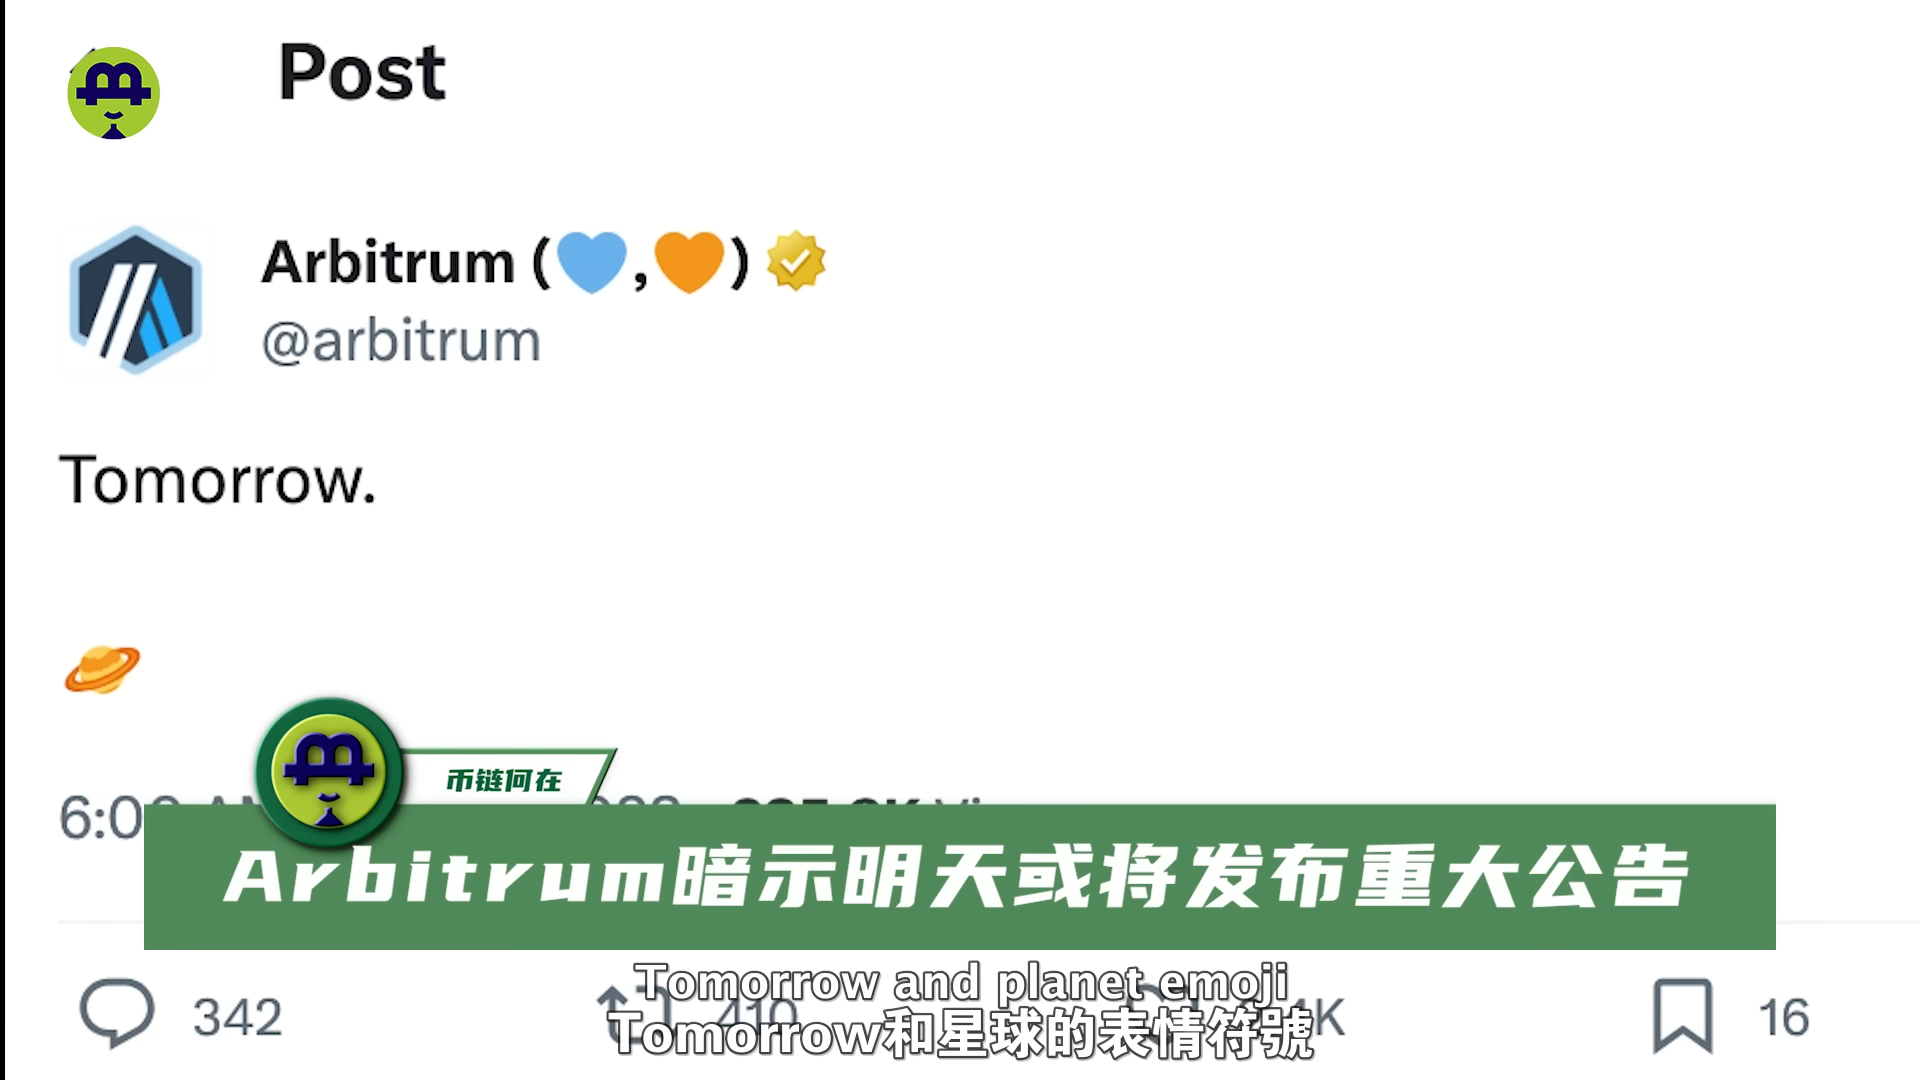 Post
Arbitrum (💙,🧡)
@arbitrum
Tomorrow.
🪐
币链何在
Arbitrum暗示明天或将发布重大公告
342
410
16
Tomorrow and planet emoji
Tomorrow和星球的表情符號